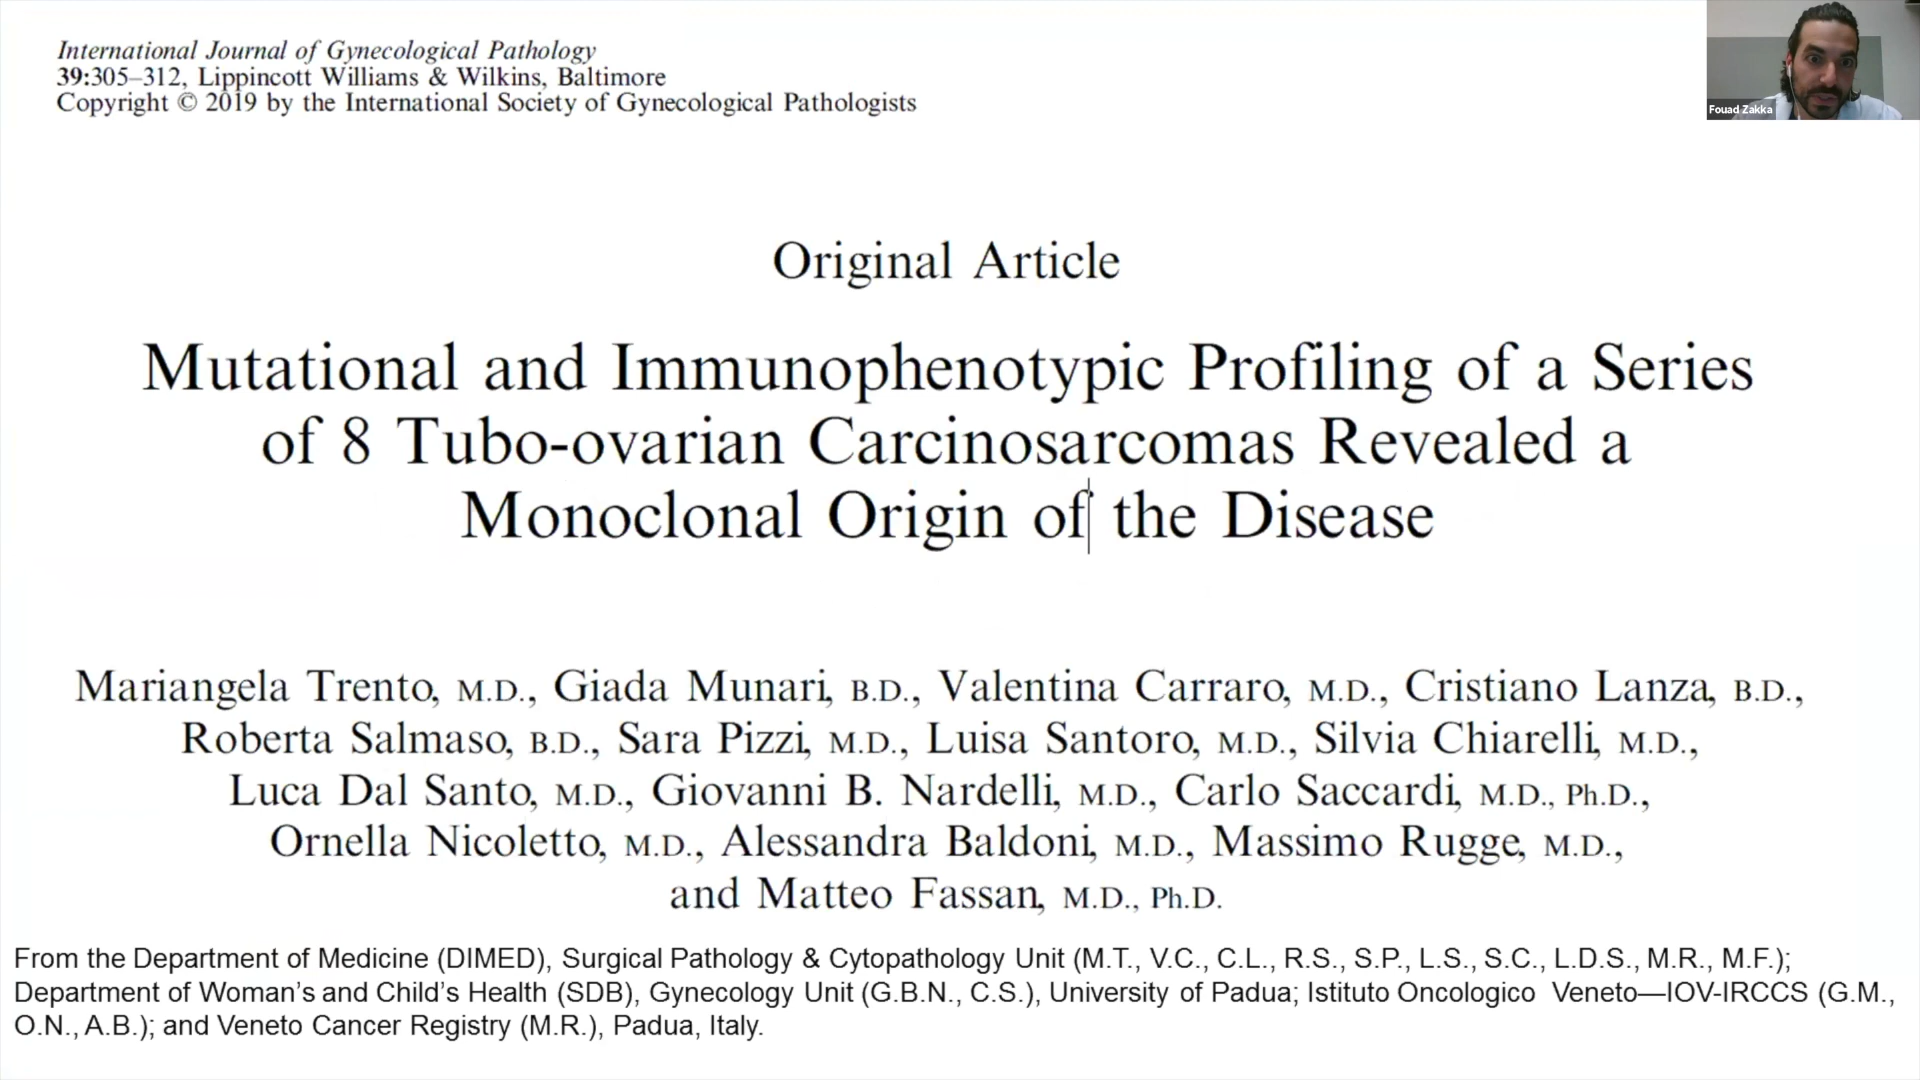 International Journal of Gynecological Pathology
39:305–312, Lippincott Williams & Wilkins, Baltimore
Copyright © 2019 by the International Society of Gynecological Pathologists
Fouad Zakka
Original Article
Mutational and Immunophenotypic Profiling of a Series
of 8 Tubo-ovarian Carcinosarcomas Revealed a
Monoclonal Origin of the Disease
Mariangela Trento, M.D., Giada Munari, B.D., Valentina Carraro, M.D., Cristiano Lanza, B.D.,
Roberta Salmaso, B.D., Sara Pizzi, M.D., Luisa Santoro, M.D., Silvia Chiarelli, M.D.,
Luca Dal Santo, M.D., Giovanni B. Nardelli, M.D., Carlo Saccardi, M.D., Ph.D.,
Ornella Nicoletto, M.D., Alessandra Baldoni, M.D., Massimo Rugge, M.D.,
and Matteo Fassan, M.D., Ph.D.
From the Department of Medicine (DIMED), Surgical Pathology & Cytopathology Unit (M.T., V.C., C.L., R.S., S.P., L.S., S.C., L.D.S., M.R., M.F.);
Department of Woman’s and Child’s Health (SDB), Gynecology Unit (G.B.N., C.S.), University of Padua; Istituto Oncologico Veneto—IOV-IRCCS (G.M.,
O.N., A.B.); and Veneto Cancer Registry (M.R.), Padua, Italy.